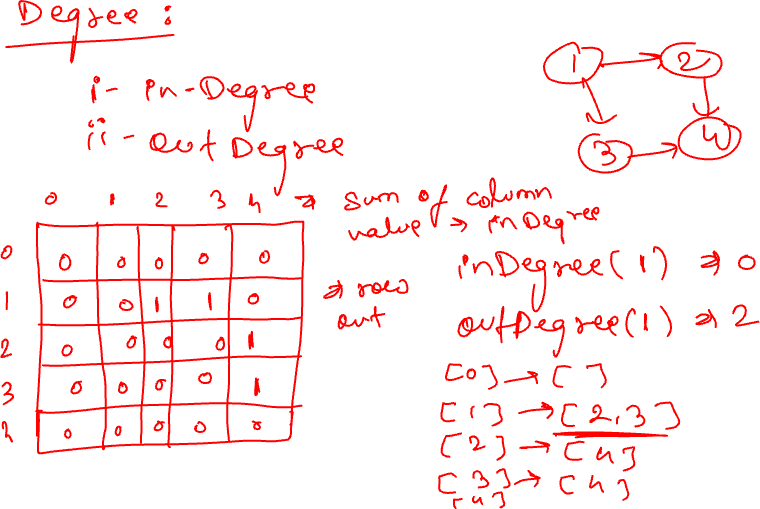 Degree :
i - in-Degree
ii - out Degree
1 2
3 4
0 1 2 3 4 → sum of column
value → in Degree
0 0 0 0 0 0
1 0 0 1 1 0
2 0 0 0 0 1
3 0 0 0 0 1
4 0 0 0 0 0
→ row
out
inDegree(1) → 0
outDegree(1) → 2
[0] → [ ]
[1] → [2,3]
[2] → [4]
[3] → [4]
[4]